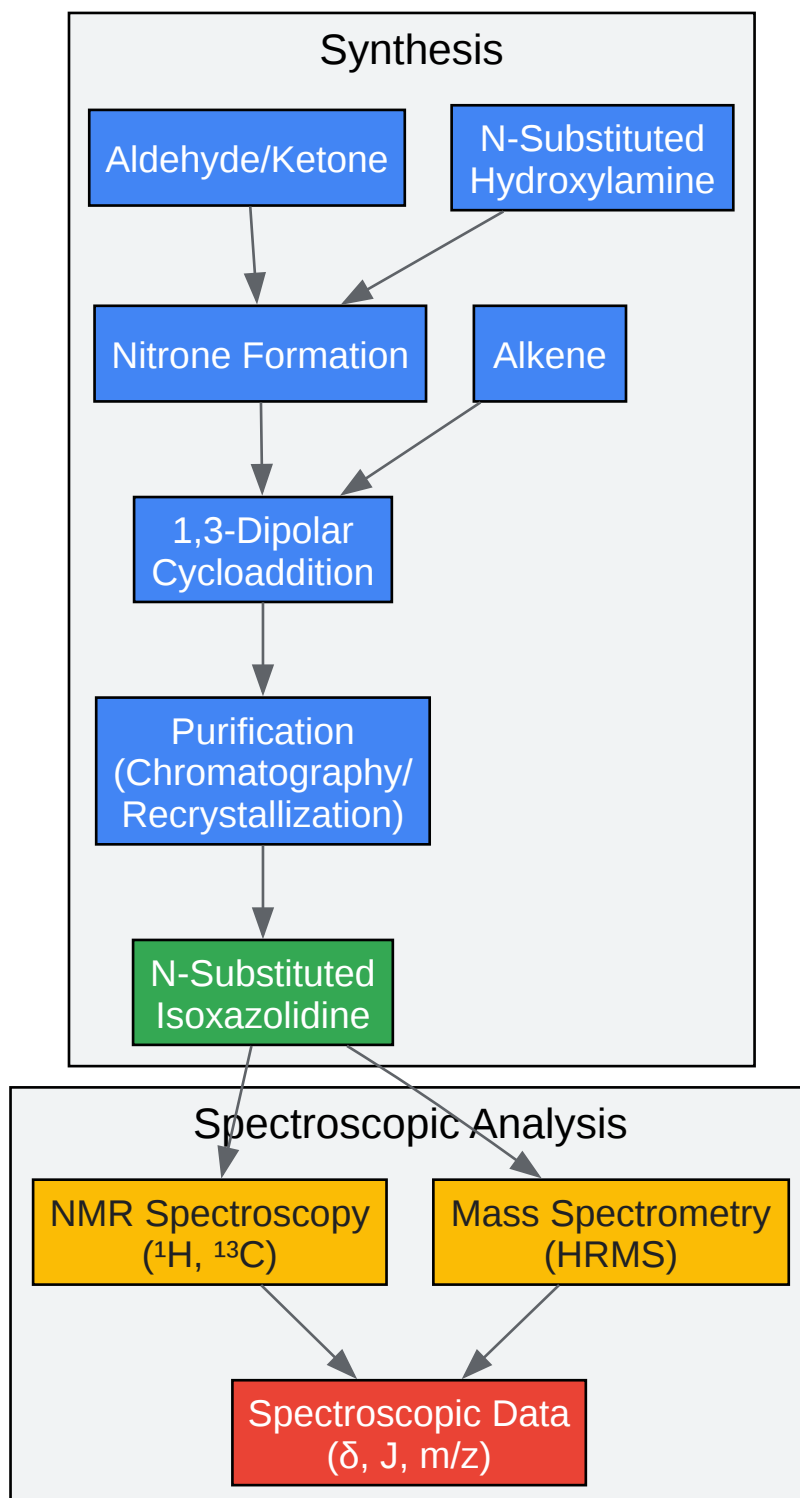 Synthesis
Aldehyde/Ketone
N-Substituted
Hydroxylamine
Nitrone Formation
Alkene
1,3-Dipolar
Cycloaddition
Purification
(Chromatography/
Recrystallization)
N-Substituted
Isoxazolidine
Spectroscopic Analysis
NMR Spectroscopy
(¹H, ¹³C)
Mass Spectrometry
(HRMS)
Spectroscopic Data
(δ, J, m/z)